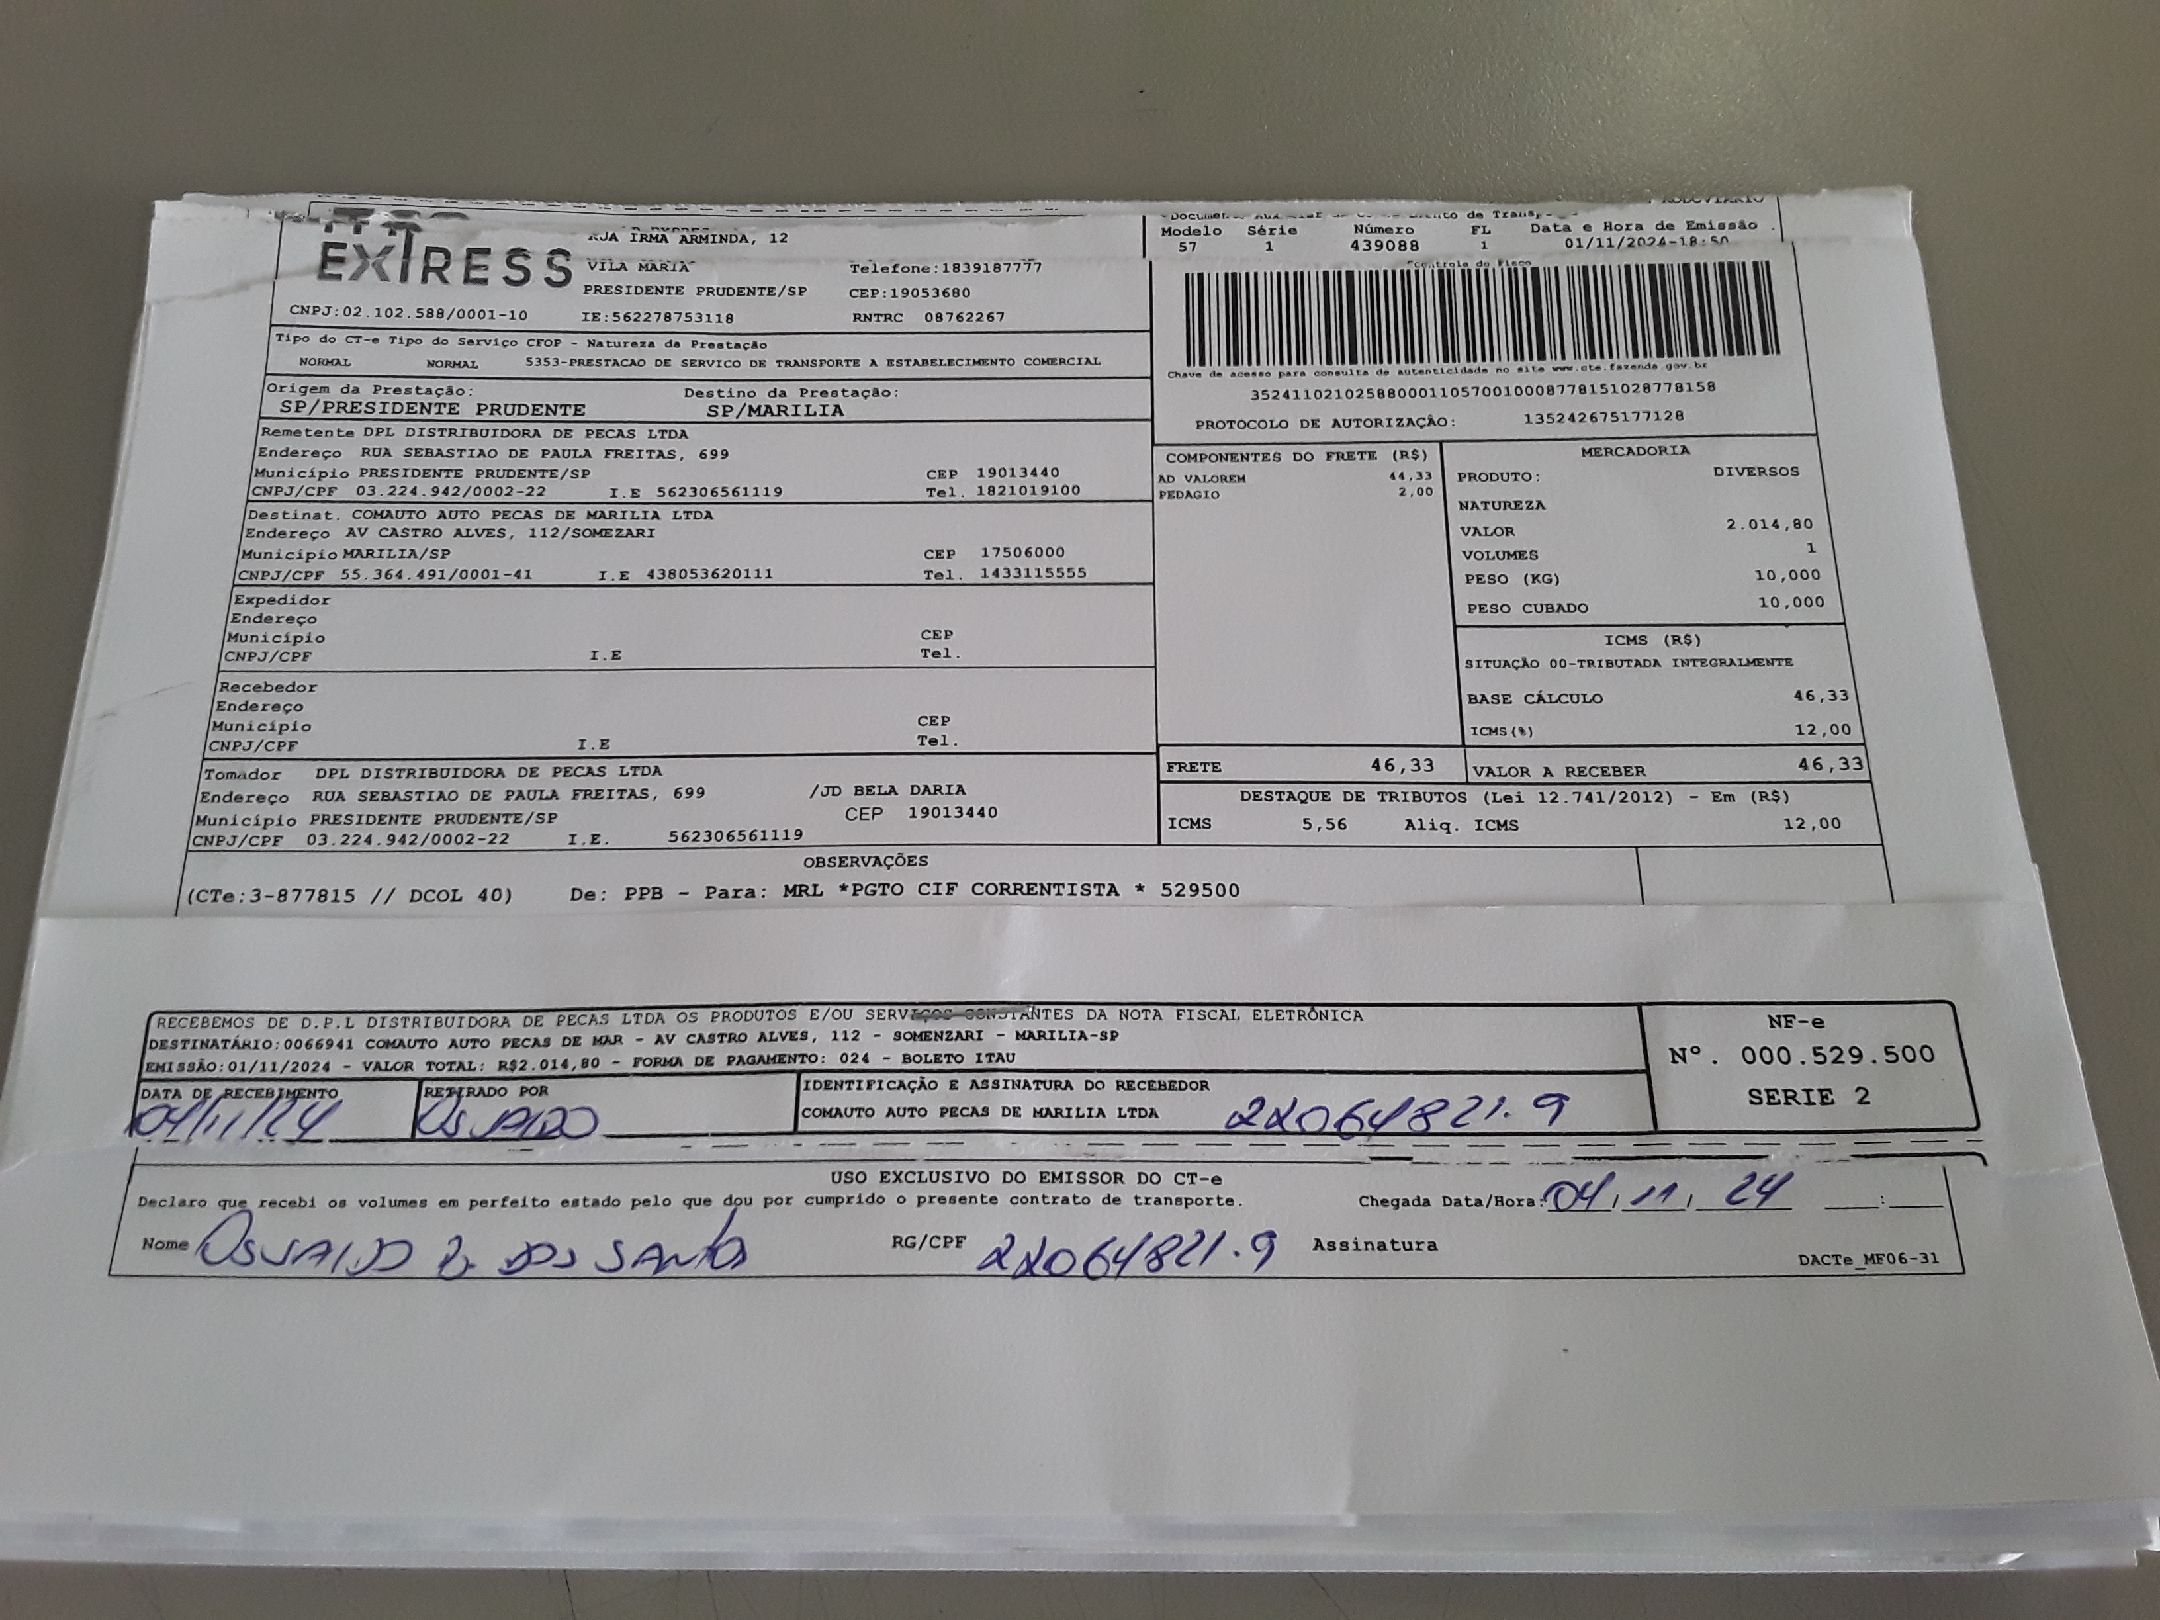 RODOVIÁRIO
EXTRESS
RUA IRMA ARMINDA, 12
VILA MARIA Telefone:1839187777
PRESIDENTE PRUDENTE/SP CEP:19053680
CNPJ:02.102.588/0001-10 IE:562278753118 RNTRC 08762267
Modelo Série Número FL Data e Hora de Emissão
57 1 439088 1 01/11/2024-18:50
Controle do Fisco
Tipo do CT-e Tipo do Serviço CFOP - Natureza da Prestação
NORMAL NORMAL 5353-PRESTACAO DE SERVICO DE TRANSPORTE A ESTABELECIMENTO COMERCIAL
Chave de acesso para consulta de autenticidade no site www.cte.fazenda.gov.br
35241102102588000110570010008778151028778158
PROTOCOLO DE AUTORIZAÇÃO: 135242675177128
Origem da Prestação: Destino da Prestação:
SP/PRESIDENTE PRUDENTE SP/MARILIA
Remetente DPL DISTRIBUIDORA DE PECAS LTDA
Endereço RUA SEBASTIAO DE PAULA FREITAS, 699
Município PRESIDENTE PRUDENTE/SP CEP 19013440
CNPJ/CPF 03.224.942/0002-22 I.E 562306561119 Tel. 1821019100
Destinat. COMAUTO AUTO PECAS DE MARILIA LTDA
Endereço AV CASTRO ALVES, 112/SOMEZARI
Município MARILIA/SP CEP 17506000
CNPJ/CPF 55.364.491/0001-41 I.E 438053620111 Tel. 1433115555
Expedidor
Endereço
Município CEP
CNPJ/CPF I.E Tel.
Recebedor
Endereço
Município CEP
CNPJ/CPF I.E Tel.
Tomador DPL DISTRIBUIDORA DE PECAS LTDA
Endereço RUA SEBASTIAO DE PAULA FREITAS, 699 /JD BELA DARIA
Município PRESIDENTE PRUDENTE/SP CEP 19013440
CNPJ/CPF 03.224.942/0002-22 I.E. 562306561119
COMPONENTES DO FRETE (R$)
AD VALOREM 44,33
PEDAGIO 2,00
MERCADORIA
PRODUTO: DIVERSOS
NATUREZA
VALOR 2.014,80
VOLUMES 1
PESO (KG) 10,000
PESO CUBADO 10,000
ICMS (R$)
SITUAÇÃO 00-TRIBUTADA INTEGRALMENTE
BASE CÁLCULO 46,33
ICMS(%) 12,00
FRETE 46,33 VALOR A RECEBER 46,33
DESTAQUE DE TRIBUTOS (Lei 12.741/2012) - Em (R$)
ICMS 5,56 Aliq. ICMS 12,00
OBSERVAÇÕES
(CTe:3-877815 // DCOL 40) De: PPB - Para: MRL *PGTO CIF CORRENTISTA * 529500
RECEBEMOS DE D.P.L DISTRIBUIDORA DE PECAS LTDA OS PRODUTOS E/OU SERVIÇOS CONSTANTES DA NOTA FISCAL ELETRÔNICA
DESTINATÁRIO:0066941 COMAUTO AUTO PECAS DE MAR - AV CASTRO ALVES, 112 - SOMENZARI - MARILIA-SP
EMISSÃO:01/11/2024 - VALOR TOTAL: R$2.014,80 - FORMA DE PAGAMENTO: 024 - BOLETO ITAU
NF-e
Nº. 000.529.500
SERIE 2
DATA DE RECEBIMENTO RETIRADO POR IDENTIFICAÇÃO E ASSINATURA DO RECEBEDOR
04/11/24 OSVALDO COMAUTO AUTO PECAS DE MARILIA LTDA 22064821.9
USO EXCLUSIVO DO EMISSOR DO CT-e
Declaro que recebi os volumes em perfeito estado pelo que dou por cumprido o presente contrato de transporte. Chegada Data/Hora: 04/11/24 :
Nome OSVALDO DOS SANTOS RG/CPF 22064821.9 Assinatura
DACTe_MF06-31